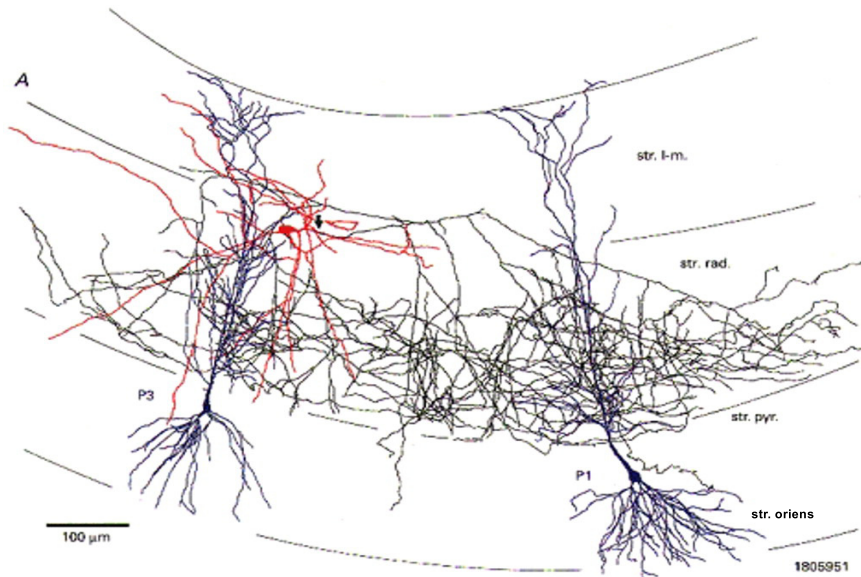 A
str. l-m.
str. rad.
P3
str. pyr.
P1
str. oriens
100 µm
1805951